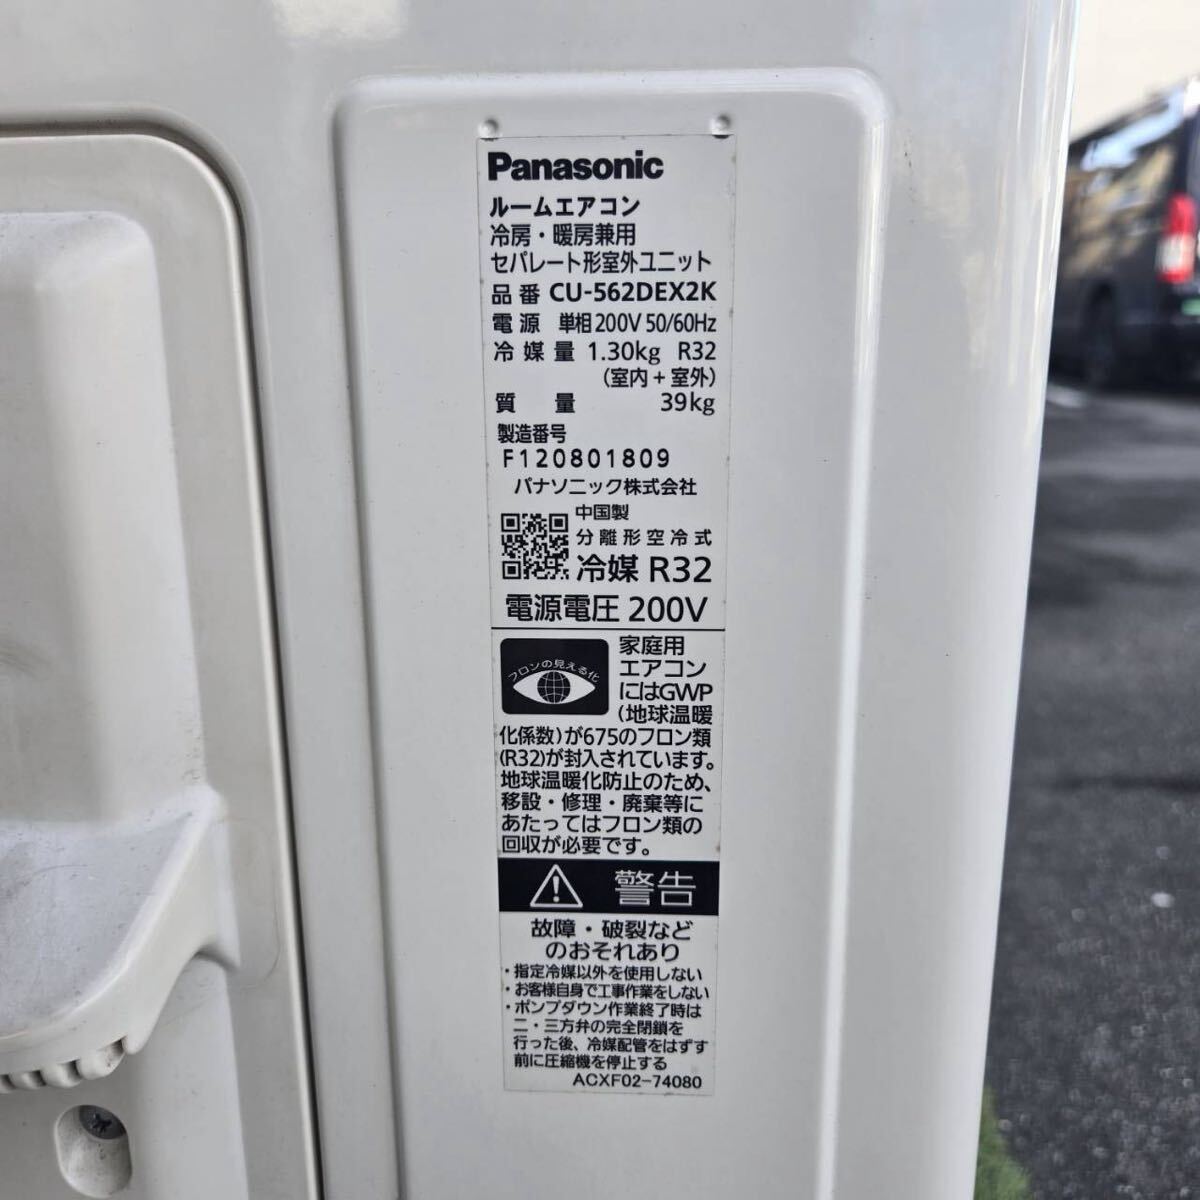 Panasonic
ルームエアコン
冷房・暖房兼用
セパレート形室外ユニット
品番 CU-562DEX2K
電源 単相200V 50/60Hz
冷媒量 1.30kg R32
(室内+室外)
質量 39kg
製造番号
F120801809
パナソニック株式会社
中国製
分離形空冷式
冷媒 R32
電源電圧 200V
フロンの見える化
家庭用
エアコン
にはGWP
(地球温暖
化係数)が675のフロン類
(R32)が封入されています。
地球温暖化防止のため、
移設・修理・廃棄等に
あたってはフロン類の
回収が必要です。
警告
故障・破裂など
のおそれあり
・指定冷媒以外を使用しない
・お客様自身で工事作業をしない
・ポンプダウン作業終了時は
二・三方弁の完全閉鎖を
行った後、冷媒配管をはずす
前に圧縮機を停止する
ACXF02-74080